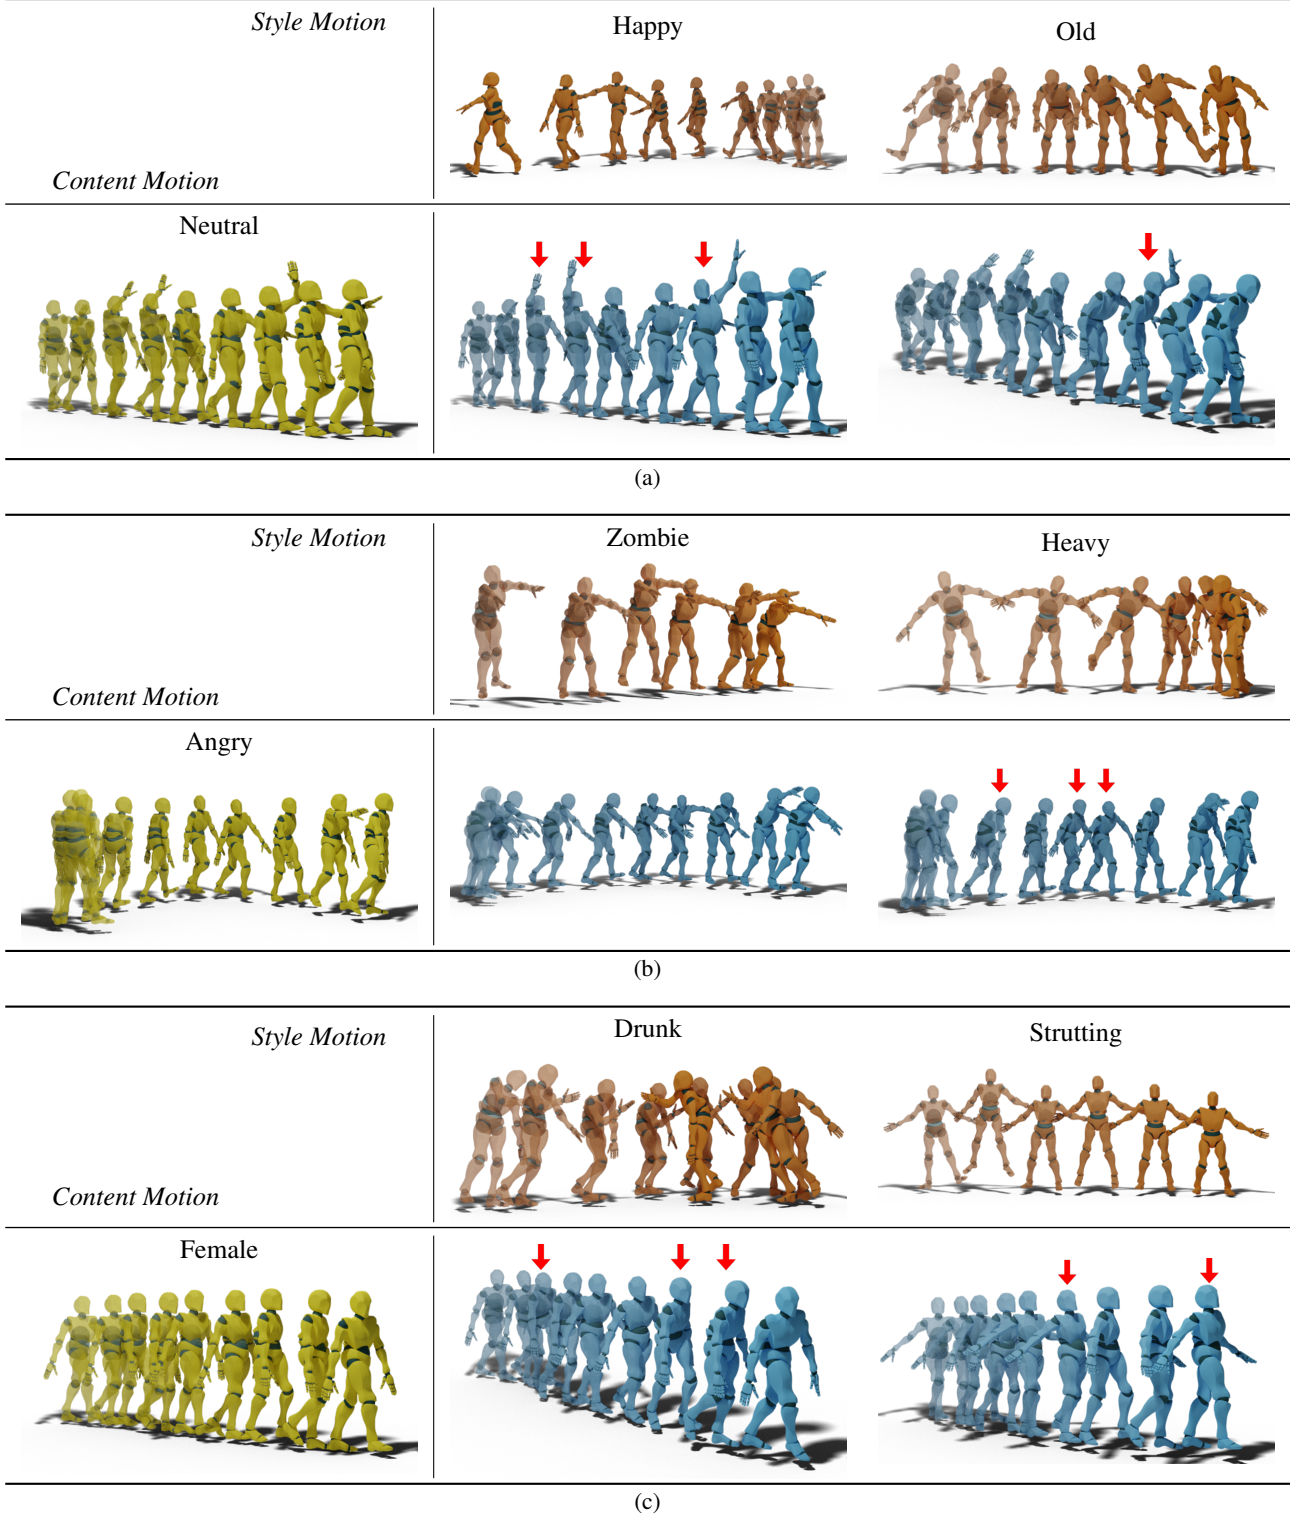 Style Motion
Happy
Old
Content Motion
Neutral
(a)
Style Motion
Zombie
Heavy
Content Motion
Angry
(b)
Style Motion
Drunk
Strutting
Content Motion
Female
(c)